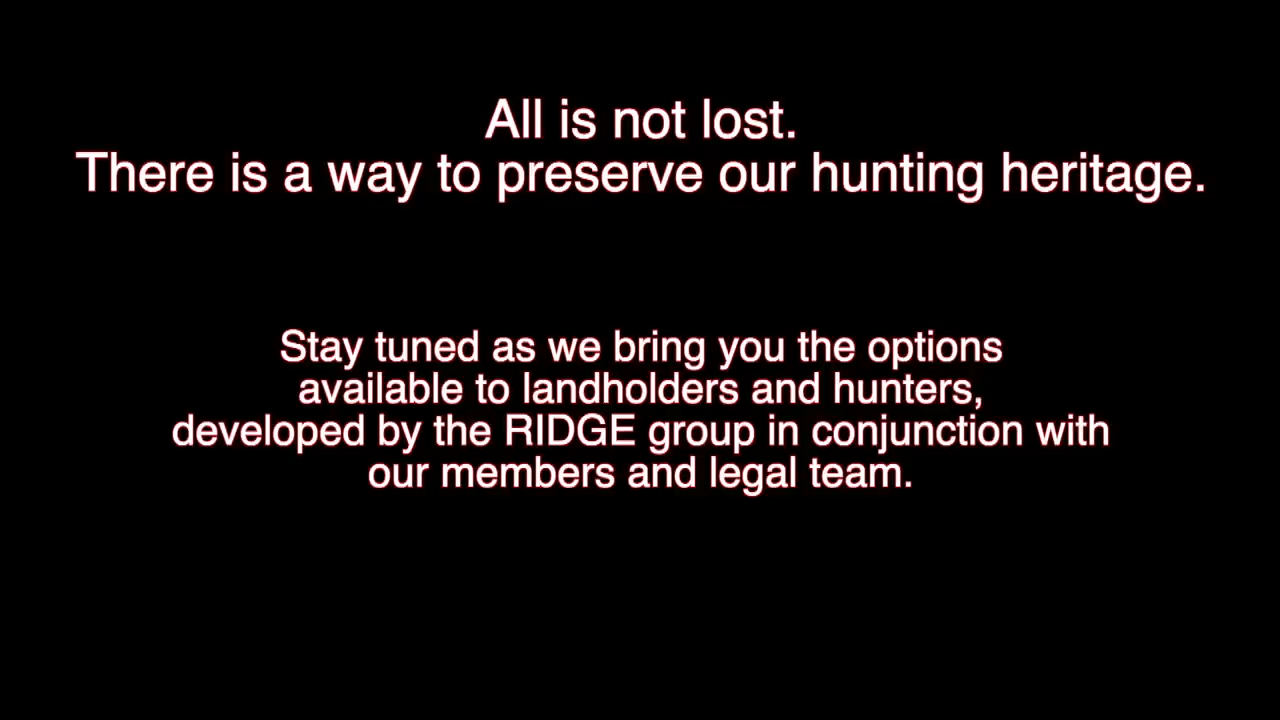 All is not lost.
There is a way to preserve our hunting heritage.
Stay tuned as we bring you the options
available to landholders and hunters,
developed by the RIDGE group in conjunction with
our members and legal team.